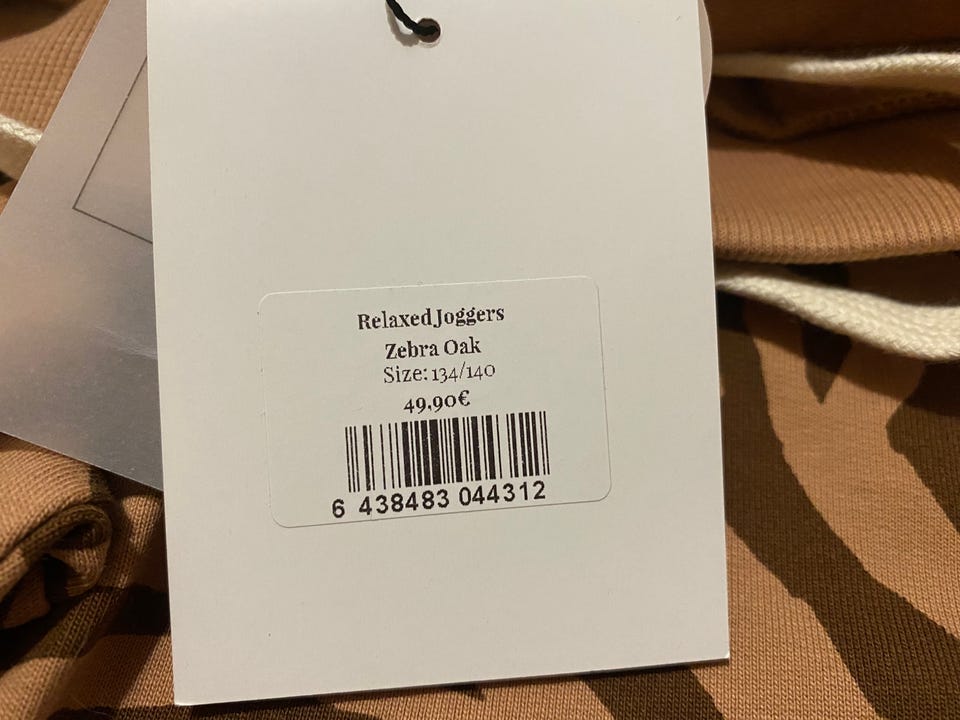 Relaxed Joggers
Zebra Oak
Size: 134/140
49,90€
6 438483 044312